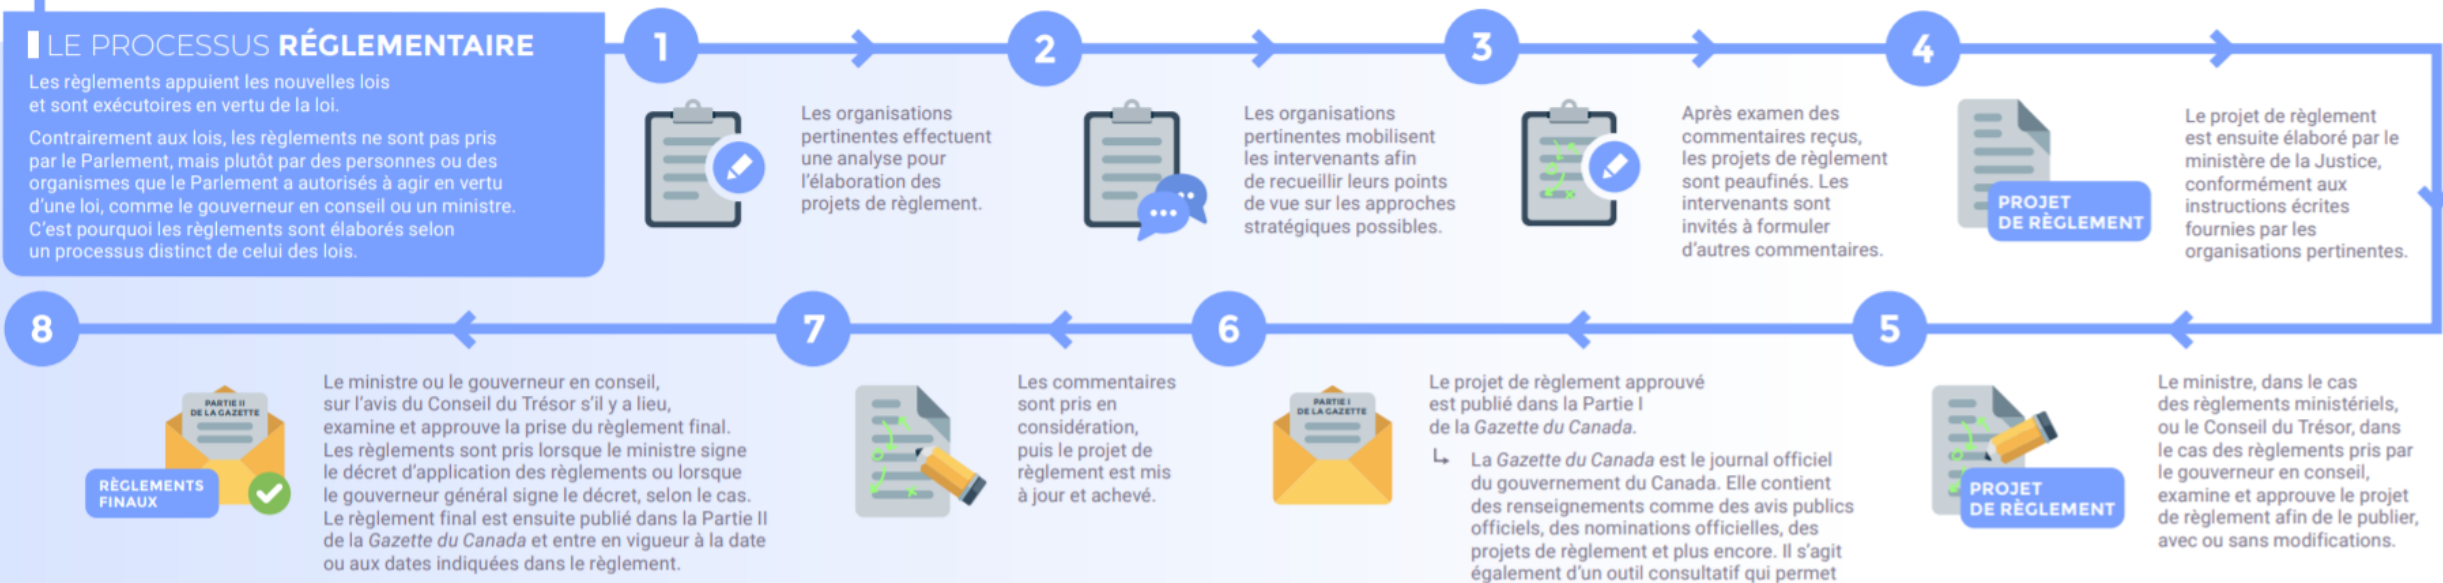 LE PROCESSUS RÉGLEMENTAIRE
Les règlements appuient les nouvelles lois
et sont exécutoires en vertu de la loi.
Contrairement aux lois, les règlements ne sont pas pris
par le Parlement, mais plutôt par des personnes ou des
organismes que le Parlement a autorisés à agir en vertu
d'une loi, comme le gouverneur en conseil ou un ministre.
C'est pourquoi les règlements sont élaborés selon
un processus distinct de celui des lois.
1
Les organisations
pertinentes effectuent
une analyse pour
l'élaboration des
projets de règlement.
2
Les organisations
pertinentes mobilisent
les intervenants afin
de recueillir leurs points
de vue sur les approches
stratégiques possibles.
3
Après examen des
commentaires reçus,
les projets de règlement
sont peaufinés. Les
intervenants sont
invités à formuler
d'autres commentaires.
4
PROJET
DE RÈGLEMENT
Le projet de règlement
est ensuite élaboré par le
ministère de la Justice,
conformément aux
instructions écrites
fournies par les
organisations pertinentes.
5
PROJET
DE RÈGLEMENT
Le ministre, dans le cas
des règlements ministériels,
ou le Conseil du Trésor, dans
le cas des règlements pris par
le gouverneur en conseil,
examine et approuve le projet
de règlement afin de le publier,
avec ou sans modifications.
6
PARTIE I
DE LA GAZETTE
Le projet de règlement approuvé
est publié dans la Partie I
de la Gazette du Canada.
La Gazette du Canada est le journal officiel
du gouvernement du Canada. Elle contient
des renseignements comme des avis publics
officiels, des nominations officielles, des
projets de règlement et plus encore. Il s'agit
également d'un outil consultatif qui permet
7
Les commentaires
sont pris en
considération,
puis le projet de
règlement est mis
à jour et achevé.
8
PARTIE II
DE LA GAZETTE
RÈGLEMENTS
FINAUX
Le ministre ou le gouverneur en conseil,
sur l'avis du Conseil du Trésor s'il y a lieu,
examine et approuve la prise du règlement final.
Les règlements sont pris lorsque le ministre signe
le décret d'application des règlements ou lorsque
le gouverneur général signe le décret, selon le cas.
Le règlement final est ensuite publié dans la Partie II
de la Gazette du Canada et entre en vigueur à la date
ou aux dates indiquées dans le règlement.